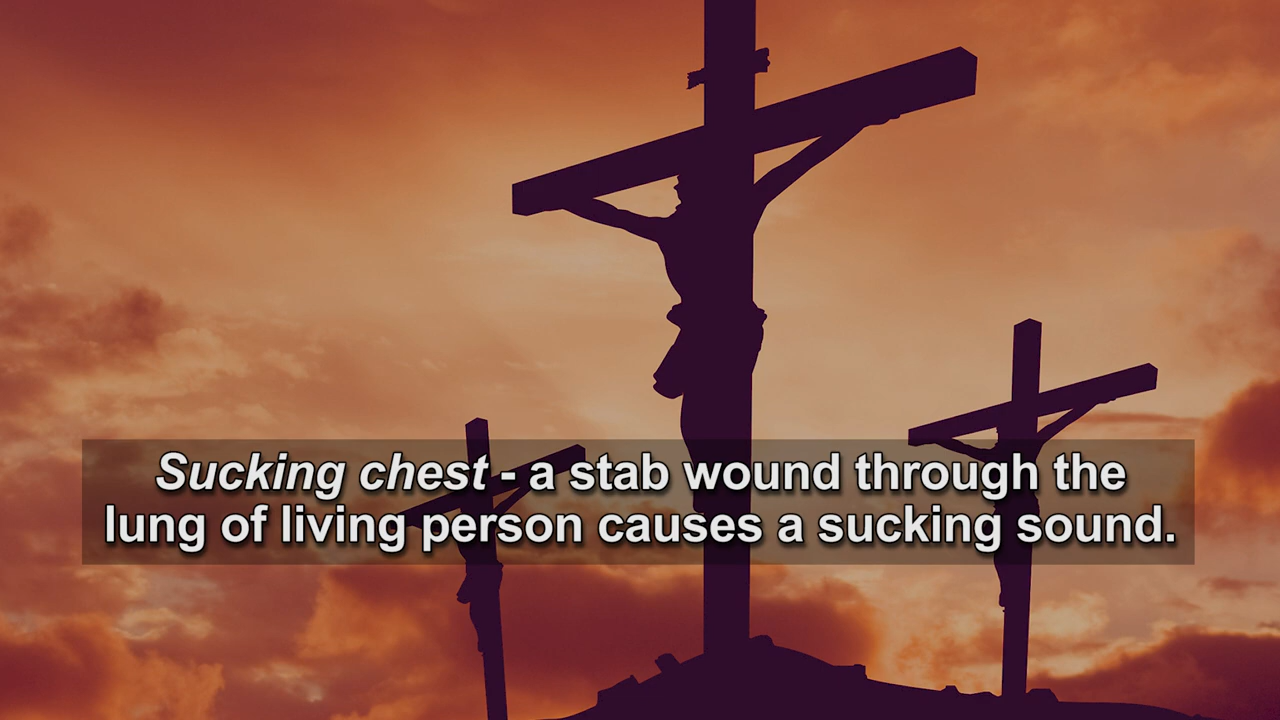 Sucking chest - a stab wound through the
lung of living person causes a sucking sound.